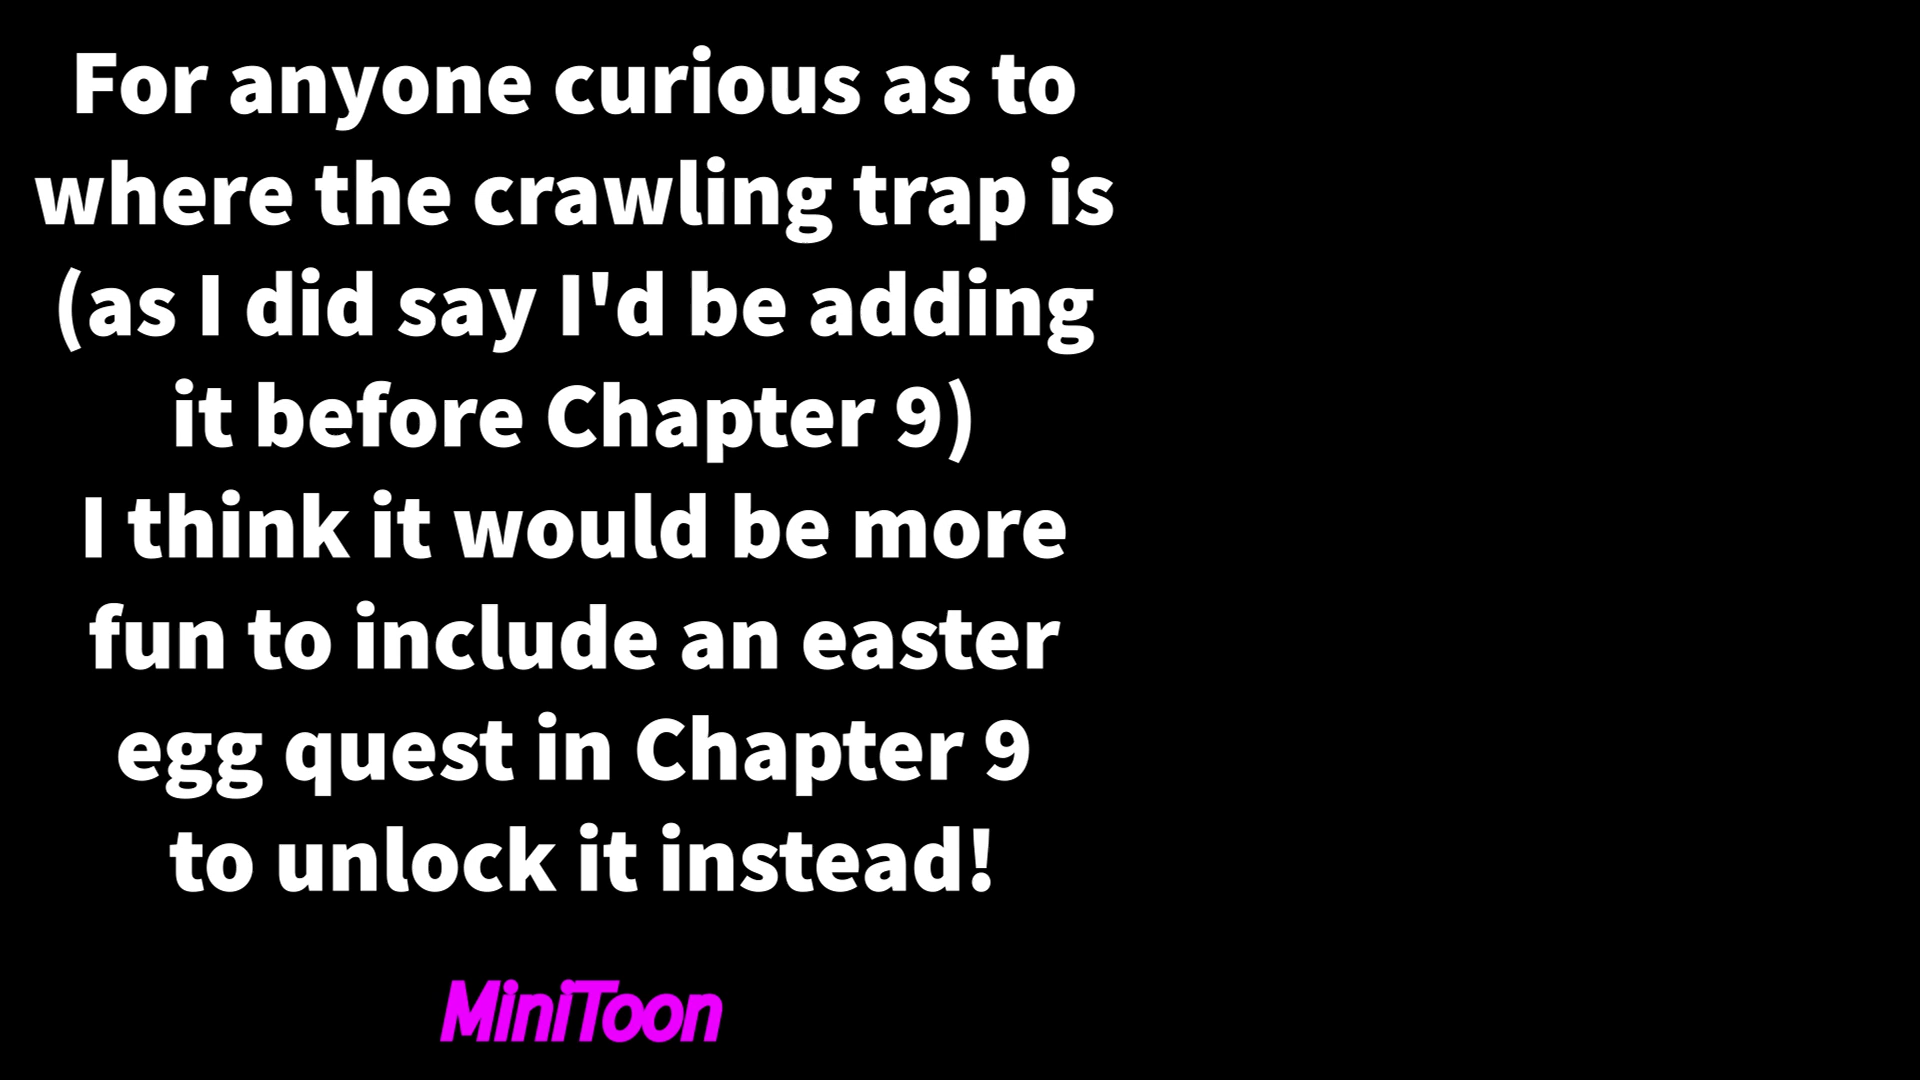 For anyone curious as to
where the crawling trap is
(as I did say I'd be adding
it before Chapter 9)
I think it would be more
fun to include an easter
egg quest in Chapter 9
to unlock it instead!
MiniToon